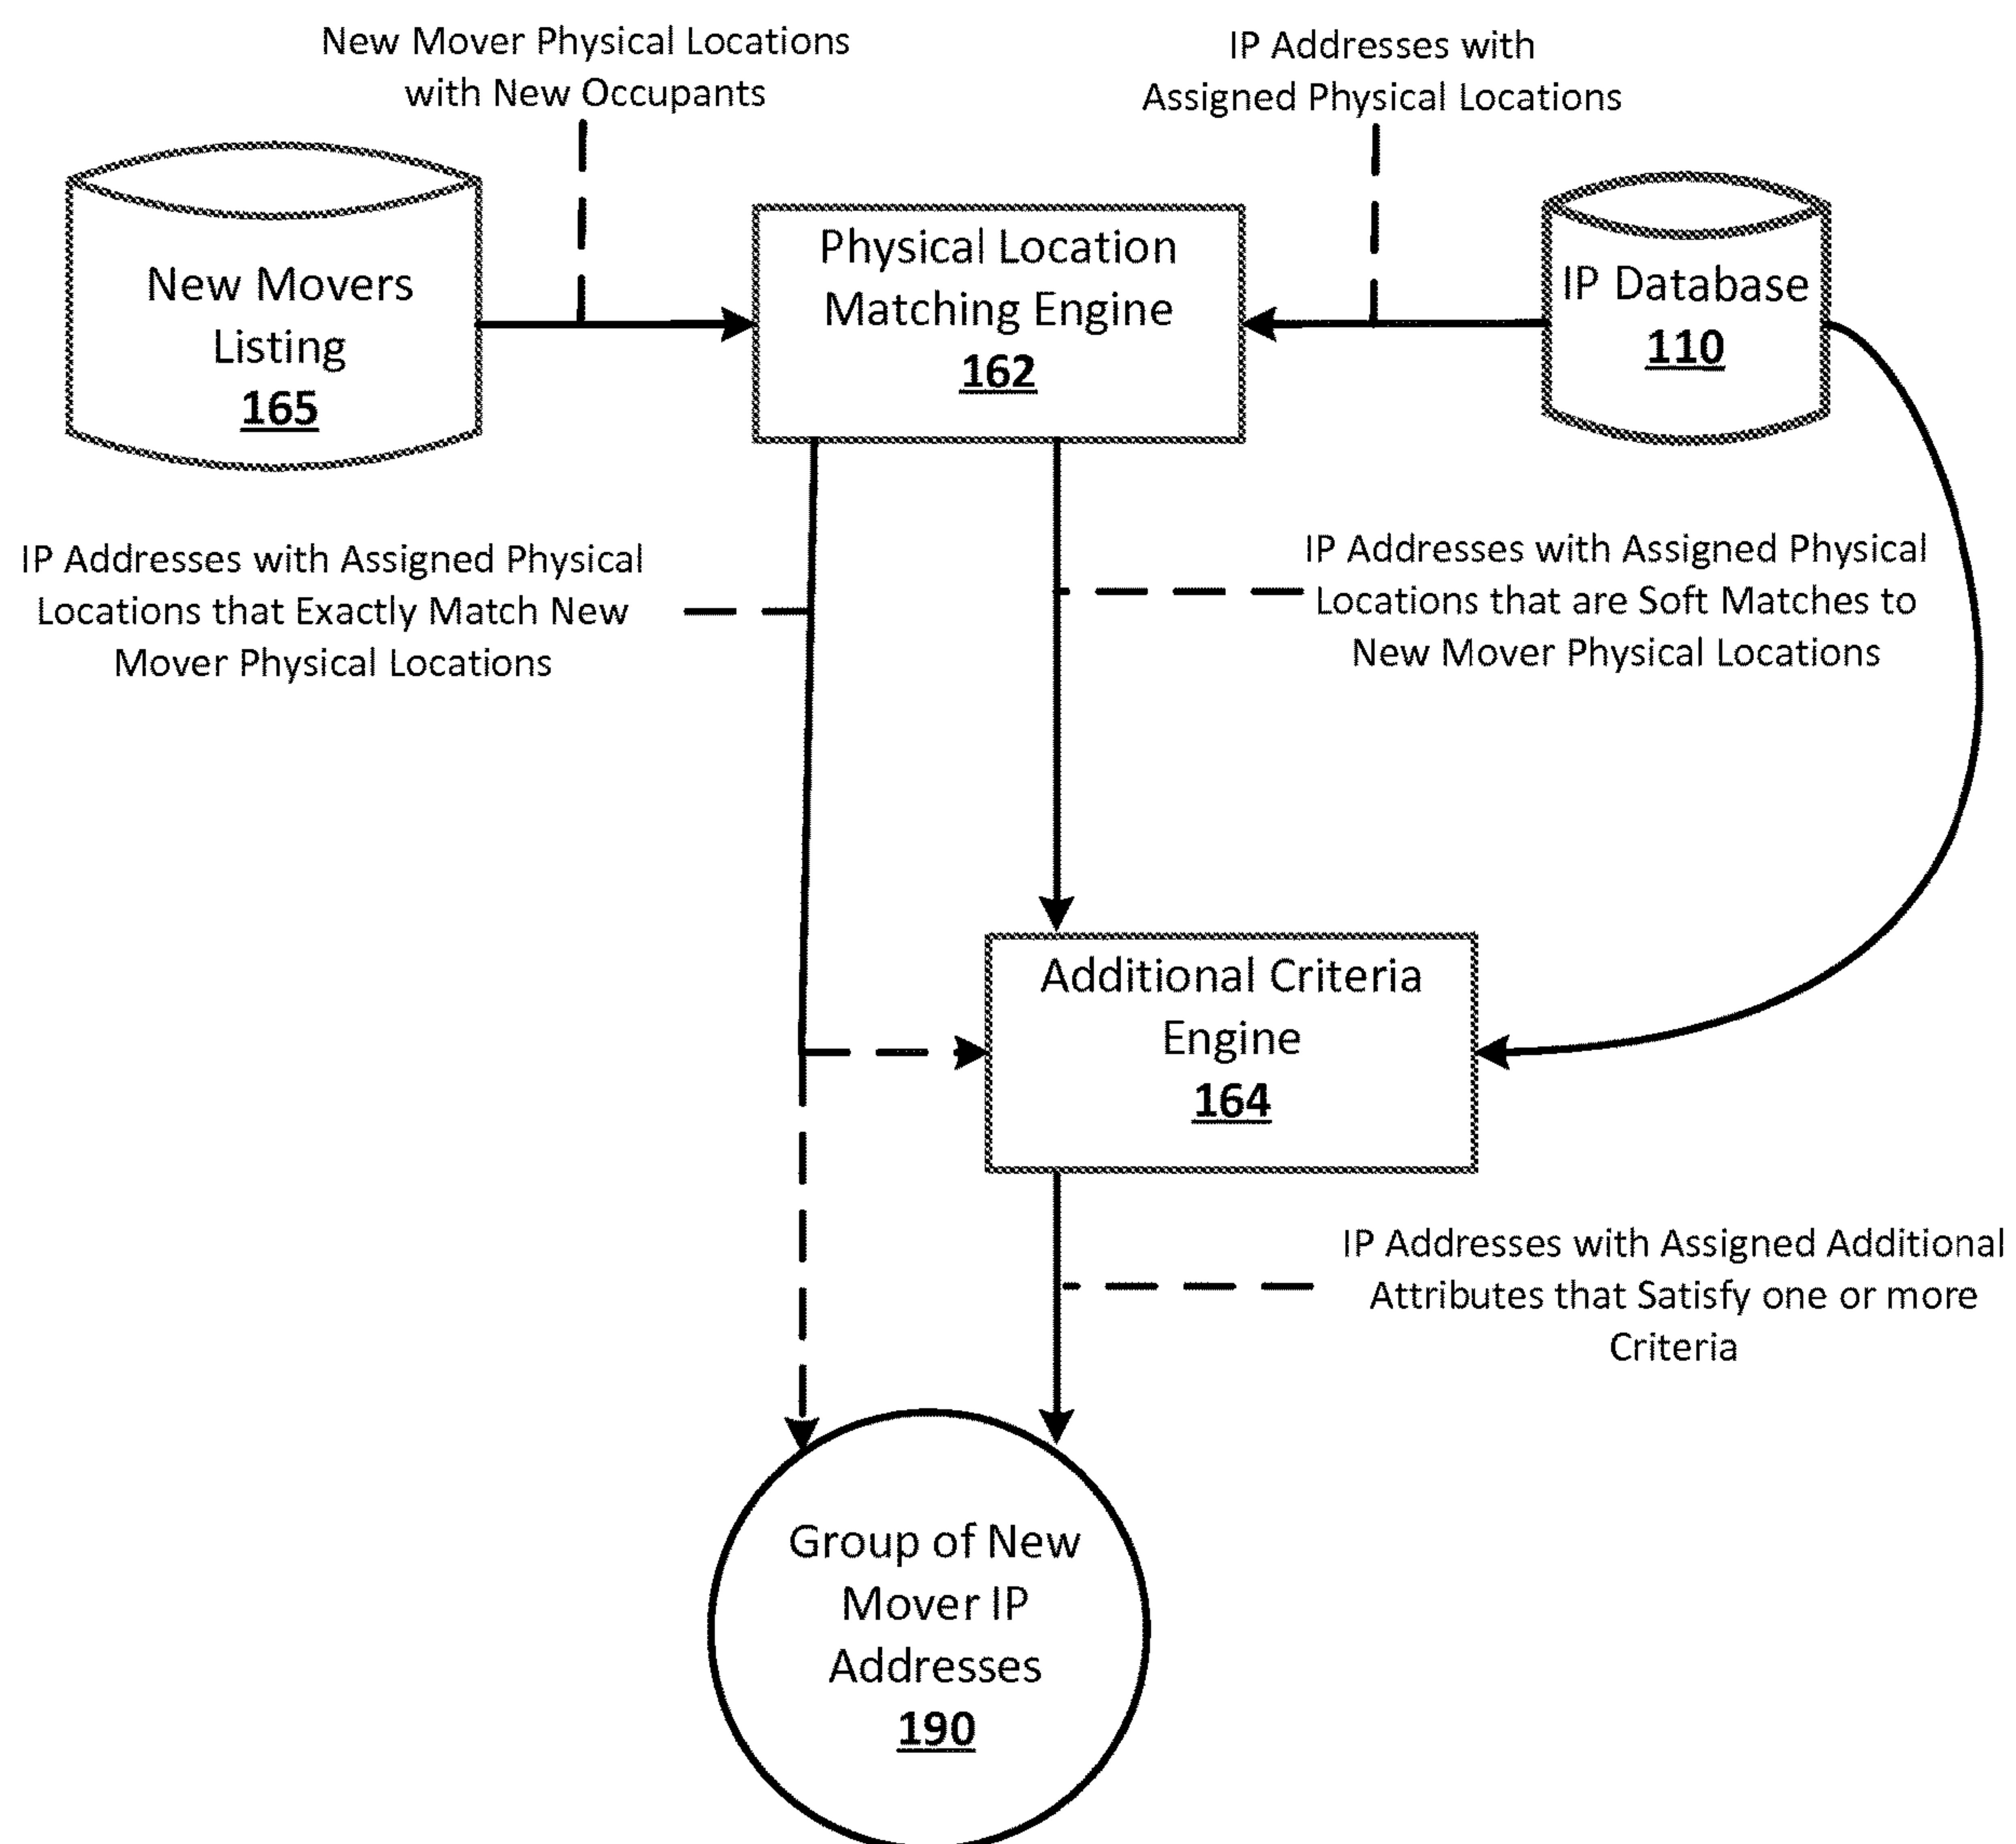 New Mover Physical Locations
with New Occupants
IP Addresses with
Assigned Physical Locations
New Movers
Listing
165
Physical Location
Matching Engine
162
IP Database
110
IP Addresses with Assigned Physical
Locations that Exactly Match New
Mover Physical Locations
IP Addresses with Assigned Physical
Locations that are Soft Matches to
New Mover Physical Locations
Additional Criteria
Engine
164
IP Addresses with Assigned Additional
Attributes that Satisfy one or more
Criteria
Group of New
Mover IP
Addresses
190